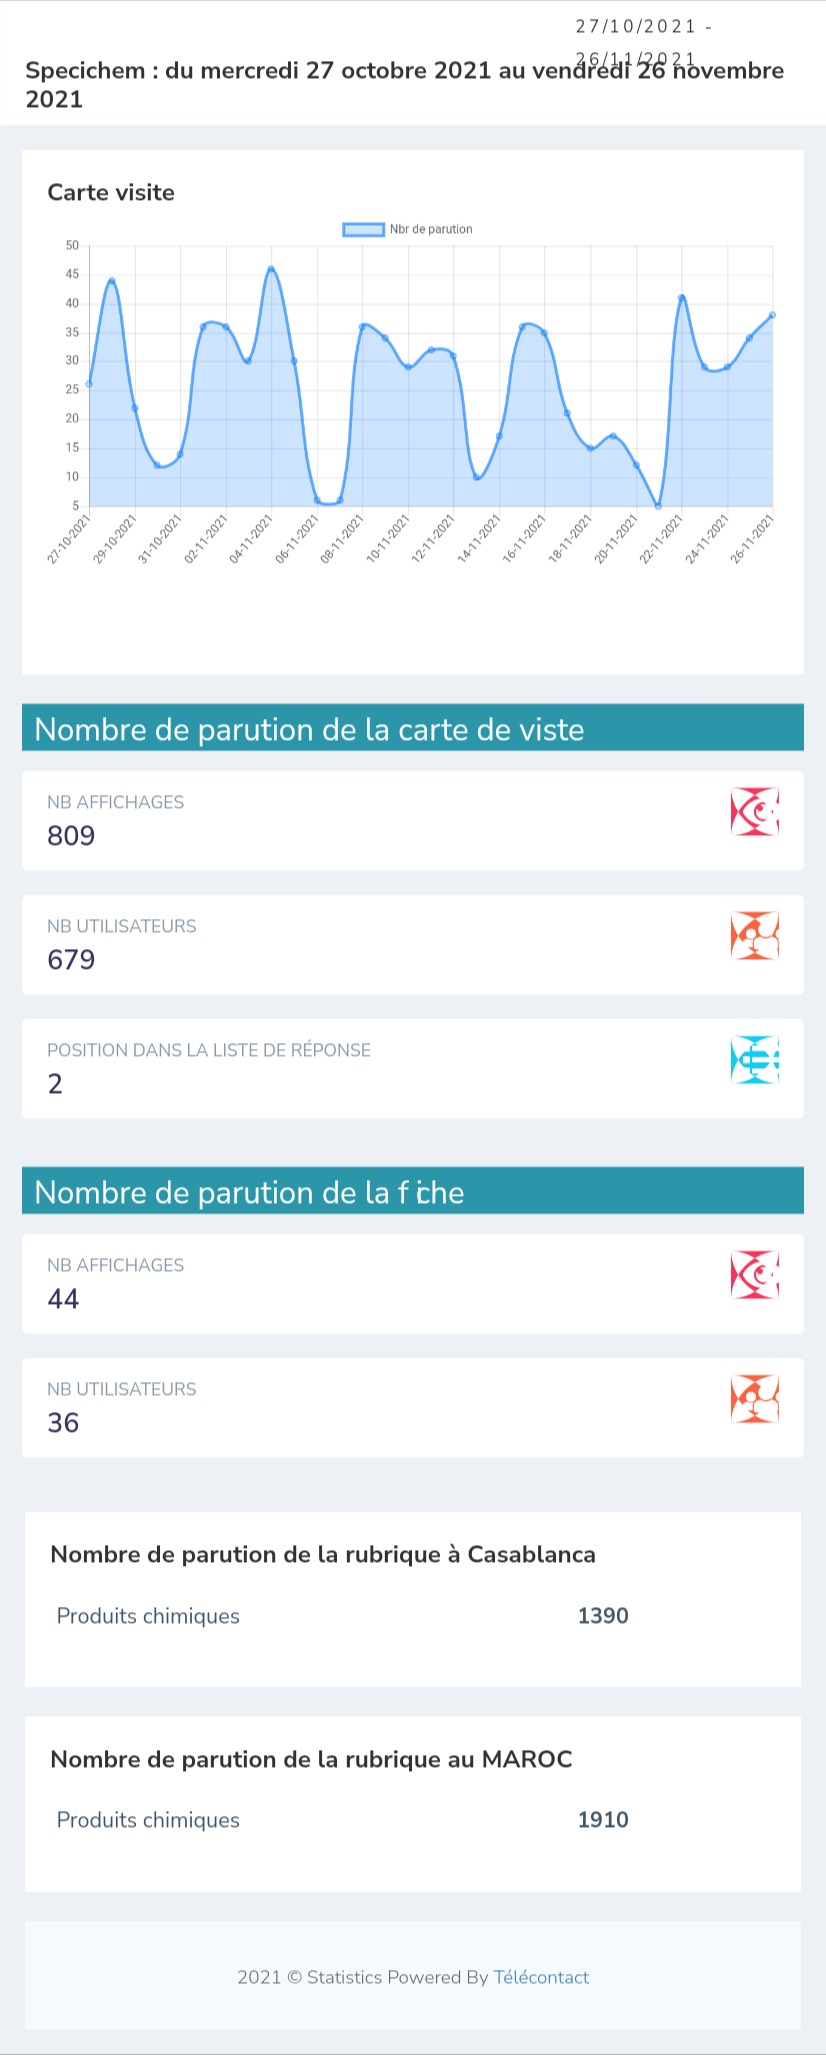 27/10/2021 -
26/11/2021
Specichem : du mercredi 27 octobre 2021 au vendredi 26 novembre
2021
Carte visite
Nbr de parution
50
45
40
35
30
25
20
15
10
5
27-10-2021
29-10-2021
31-10-2021
02-11-2021
04-11-2021
06-11-2021
08-11-2021
10-11-2021
12-11-2021
14-11-2021
16-11-2021
18-11-2021
20-11-2021
22-11-2021
24-11-2021
26-11-2021
Nombre de parution de la carte de viste
NB AFFICHAGES
809
NB UTILISATEURS
679
POSITION DANS LA LISTE DE RÉPONSE
2
Nombre de parution de la fiche
NB AFFICHAGES
44
NB UTILISATEURS
36
Nombre de parution de la rubrique à Casablanca
Produits chimiques 1390
Nombre de parution de la rubrique au MAROC
Produits chimiques 1910
2021 © Statistics Powered By Télécontact